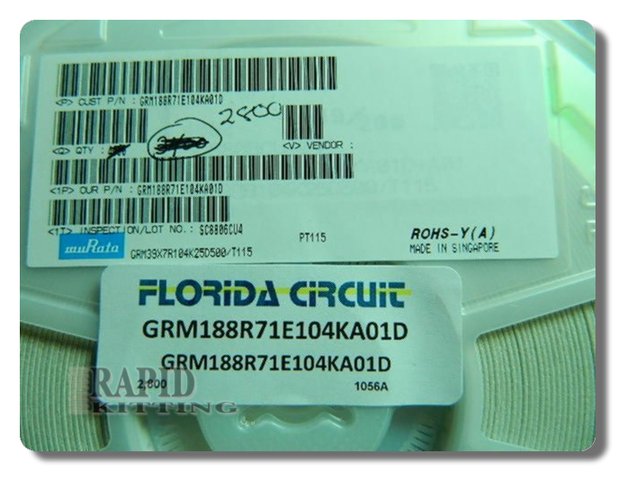 <P> CUST P/N : GRM188R71E104KA01D
2800
<Q> QTY :
<V> VENDOR :
<1P> OUR P/N : GRM188R71E104KA01D
<1T> INSPECTION/LOT NO.: SC8806CU4
muRata
GRM39X7R104K25D500/T115
PT115
ROHS-Y(A)
MADE IN SINGAPORE
FLORIDA CIRCUIT
GRM188R71E104KA01D
GRM188R71E104KA01D
2,800
1056A
RAPID
KITTING